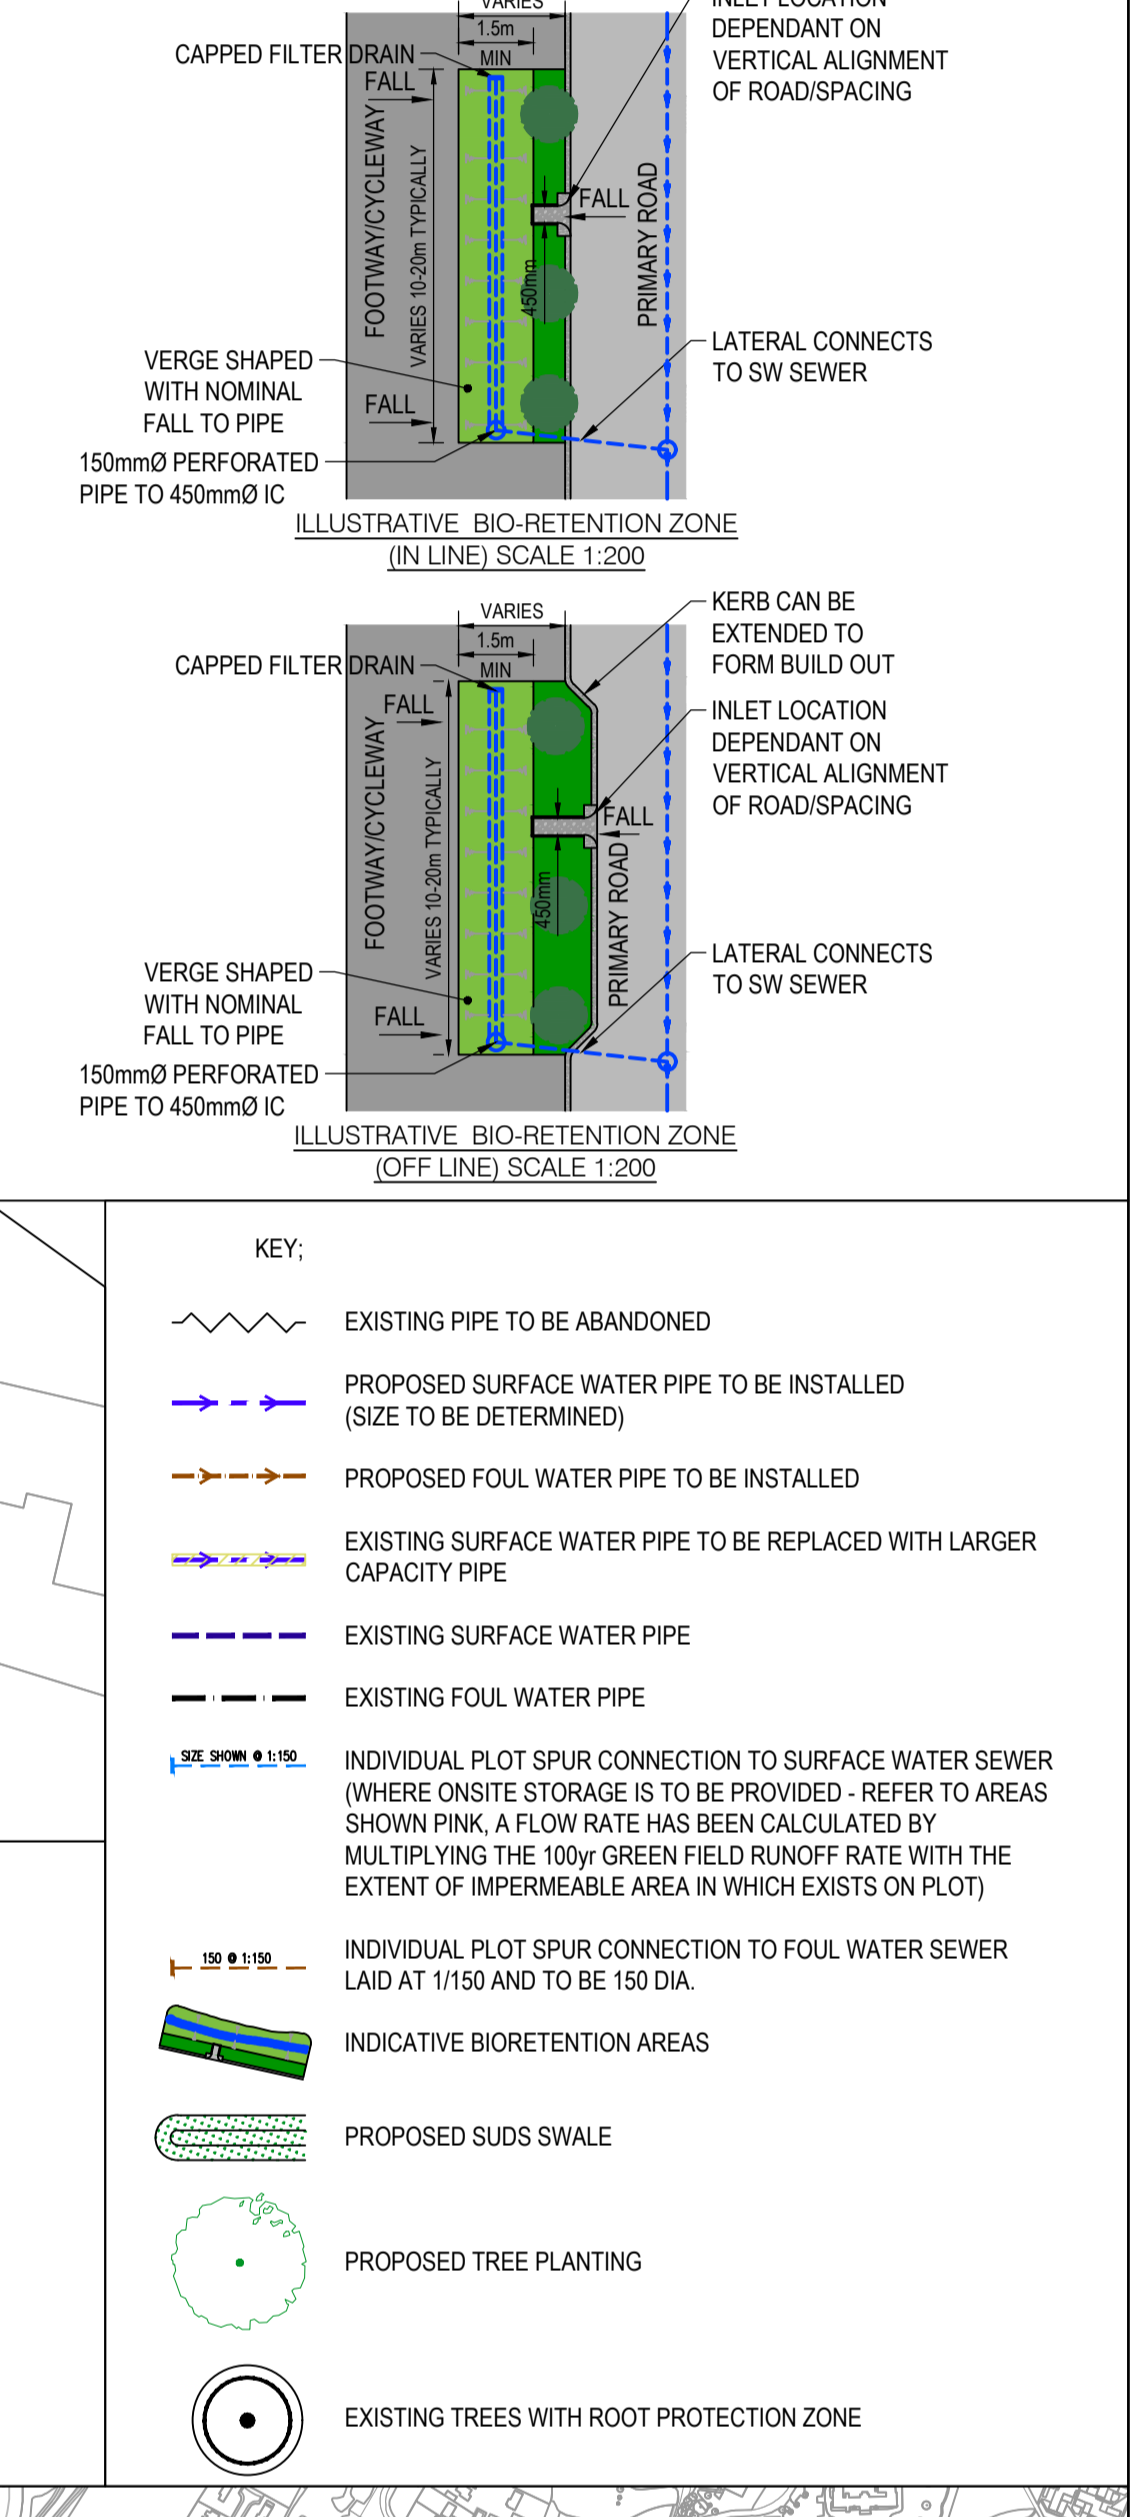 VARIES
1.5m
MIN
CAPPED FILTER DRAIN
INLET LOCATION
DEPENDANT ON
VERTICAL ALIGNMENT
OF ROAD/SPACING
FALL
FOOTWAY/CYCLEWAY
VARIES 10-20m TYPICALLY
FALL
450mm
PRIMARY ROAD
LATERAL CONNECTS
TO SW SEWER
VERGE SHAPED
WITH NOMINAL
FALL TO PIPE
FALL
150mmØ PERFORATED
PIPE TO 450mmØ IC
ILLUSTRATIVE BIO-RETENTION ZONE
(IN LINE) SCALE 1:200
VARIES
1.5m
MIN
CAPPED FILTER DRAIN
KERB CAN BE
EXTENDED TO
FORM BUILD OUT
FALL
INLET LOCATION
DEPENDANT ON
VERTICAL ALIGNMENT
OF ROAD/SPACING
FOOTWAY/CYCLEWAY
VARIES 10-20m TYPICALLY
FALL
450mm
PRIMARY ROAD
LATERAL CONNECTS
TO SW SEWER
VERGE SHAPED
WITH NOMINAL
FALL TO PIPE
FALL
150mmØ PERFORATED
PIPE TO 450mmØ IC
ILLUSTRATIVE BIO-RETENTION ZONE
(OFF LINE) SCALE 1:200
KEY;
EXISTING PIPE TO BE ABANDONED
PROPOSED SURFACE WATER PIPE TO BE INSTALLED
(SIZE TO BE DETERMINED)
PROPOSED FOUL WATER PIPE TO BE INSTALLED
EXISTING SURFACE WATER PIPE TO BE REPLACED WITH LARGER
CAPACITY PIPE
EXISTING SURFACE WATER PIPE
EXISTING FOUL WATER PIPE
SIZE SHOWN @ 1:150
INDIVIDUAL PLOT SPUR CONNECTION TO SURFACE WATER SEWER
(WHERE ONSITE STORAGE IS TO BE PROVIDED - REFER TO AREAS
SHOWN PINK, A FLOW RATE HAS BEEN CALCULATED BY
MULTIPLYING THE 100yr GREEN FIELD RUNOFF RATE WITH THE
EXTENT OF IMPERMEABLE AREA IN WHICH EXISTS ON PLOT)
150 @ 1:150
INDIVIDUAL PLOT SPUR CONNECTION TO FOUL WATER SEWER
LAID AT 1/150 AND TO BE 150 DIA.
INDICATIVE BIORETENTION AREAS
PROPOSED SUDS SWALE
PROPOSED TREE PLANTING
EXISTING TREES WITH ROOT PROTECTION ZONE